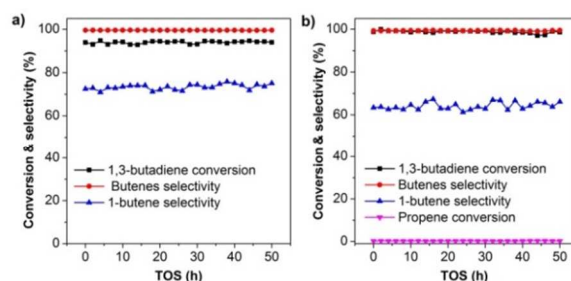 a)
Conversion & selectivity (%)
100
80
60
40
20
0
1,3-butadiene conversion
Butenes selectivity
1-butene selectivity
0 10 20 30 40 50
TOS (h)
b)
Conversion & selectivity (%)
100
80
60
40
20
0
1,3-butadiene conversion
Butenes selectivity
1-butene selectivity
Propene conversion
0 10 20 30 40 50
TOS (h)